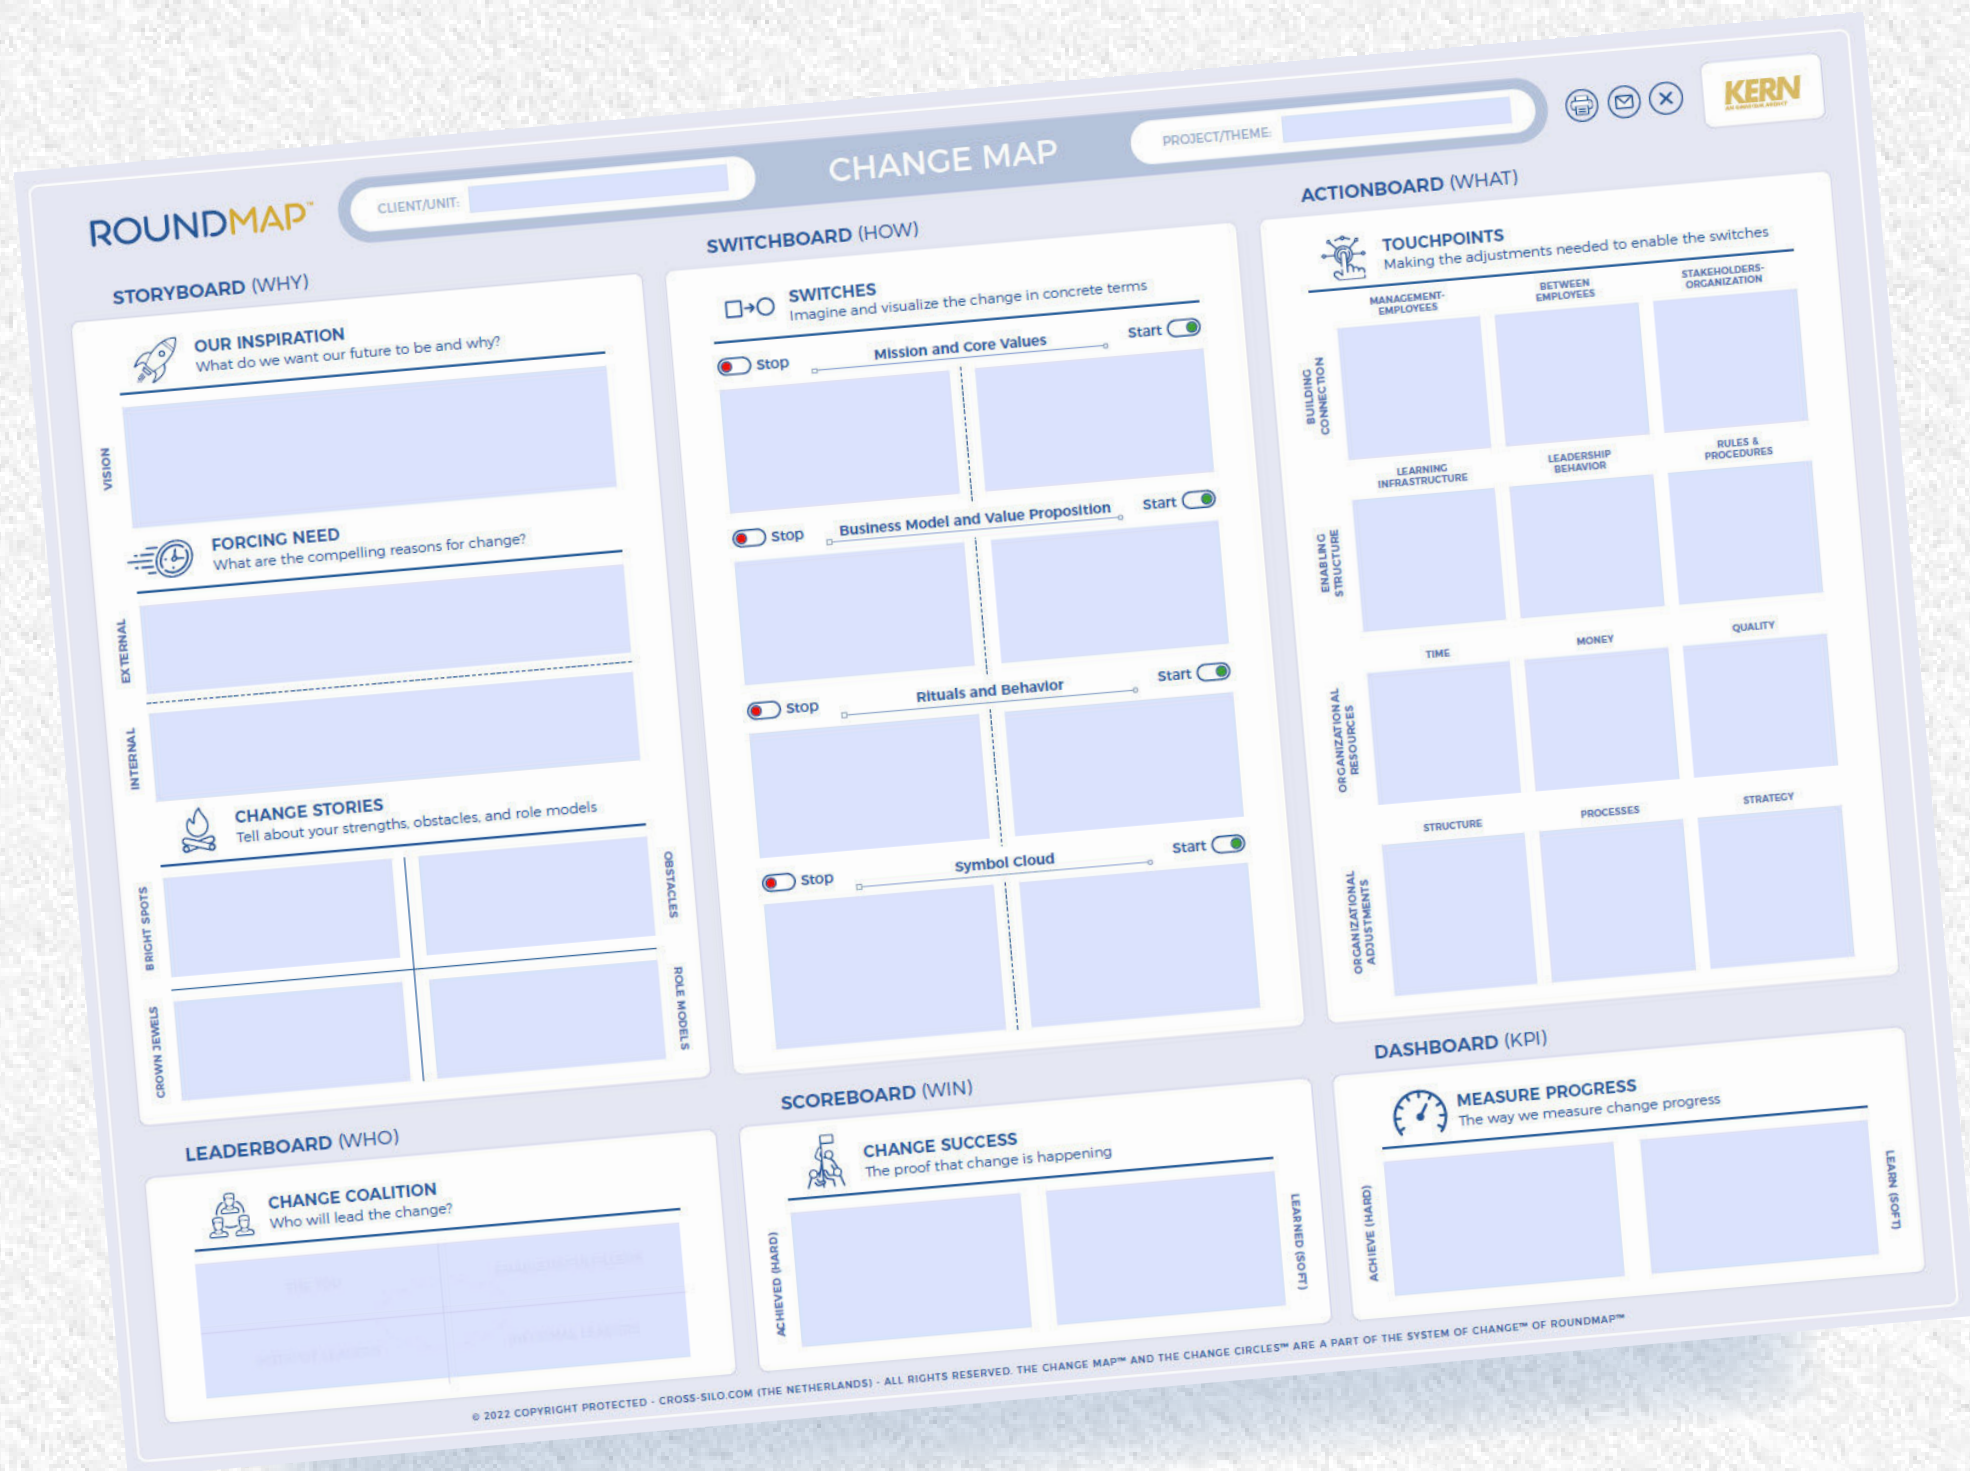 ROUNDMAP™
CLIENT/UNIT:
CHANGE MAP
PROJECT/THEME:
KERN
STORYBOARD (WHY)
OUR INSPIRATION
What do we want our future to be and why?
VISION
FORCING NEED
What are the compelling reasons for change?
EXTERNAL
INTERNAL
CHANGE STORIES
Tell about your strengths, obstacles, and role models
BRIGHT SPOTS
OBSTACLES
CROWN JEWELS
ROLE MODELS
SWITCHBOARD (HOW)
SWITCHES
Imagine and visualize the change in concrete terms
Stop
Mission and Core Values
Start
Stop
Business Model and Value Proposition
Start
Stop
Rituals and Behavior
Start
Stop
Symbol Cloud
Start
ACTIONBOARD (WHAT)
TOUCHPOINTS
Making the adjustments needed to enable the switches
MANAGEMENT-
EMPLOYEES
BETWEEN
EMPLOYEES
STAKEHOLDERS-
ORGANIZATION
BUILDING
CONNECTION
LEARNING
INFRASTRUCTURE
LEADERSHIP
BEHAVIOR
RULES &
PROCEDURES
ENABLING
STRUCTURE
TIME
MONEY
QUALITY
ORGANIZATIONAL
RESOURCES
STRUCTURE
PROCESSES
STRATEGY
ORGANIZATIONAL
ADJUSTMENTS
LEADERBOARD (WHO)
CHANGE COALITION
Who will lead the change?
SCOREBOARD (WIN)
CHANGE SUCCESS
The proof that change is happening
ACHIEVED (HARD)
LEARNED (SOFT)
DASHBOARD (KPI)
MEASURE PROGRESS
The way we measure change progress
ACHIEVE (HARD)
LEARN (SOFT)
© 2022 COPYRIGHT PROTECTED - CROSS-SILO.COM (THE NETHERLANDS) - ALL RIGHTS RESERVED. THE CHANGE MAP™ AND THE CHANGE CIRCLES™ ARE A PART OF THE SYSTEM OF CHANGE™ OF ROUNDMAP™